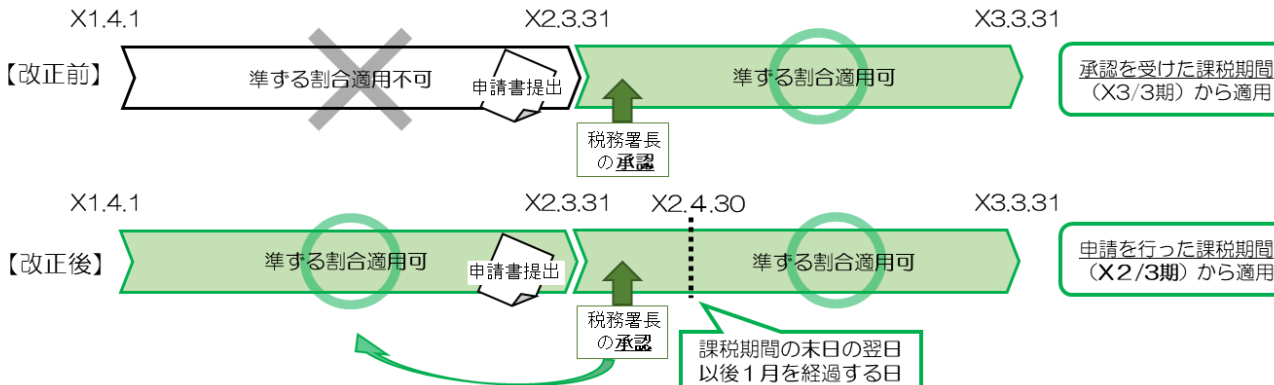 X1.4.1
X2.3.31
X3.3.31
【改正前】
準ずる割合適用不可
申請書提出
準ずる割合適用可
承認を受けた課税期間
(X3/3期)から適用
税務署長
の承認
X1.4.1
X2.3.31
X2.4.30
X3.3.31
【改正後】
準ずる割合適用可
申請書提出
準ずる割合適用可
申請を行った課税期間
(X2/3期)から適用
税務署長
の承認
課税期間の末日の翌日
以後1月を経過する日